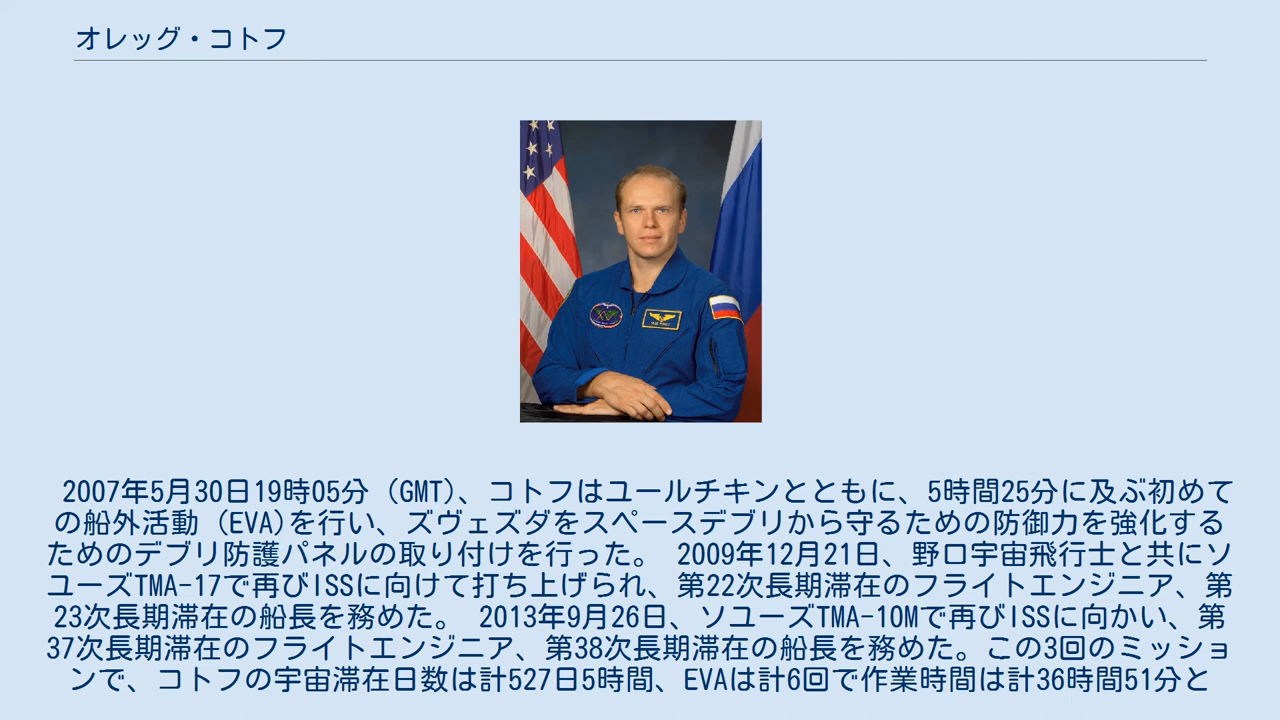 オレッグ・コトフ
2007年5月30日19時05分 (GMT)、コトフはユールチキンとともに、5時間25分に及ぶ初めて
の船外活動 (EVA)を行い、ズヴェズダをスペースデブリから守るための防御力を強化する
ためのデブリ防護パネルの取り付けを行った。 2009年12月21日、野口宇宙飛行士と共にソ
ユーズTMA-17で再びISSに向けて打ち上げられ、第22次長期滞在のフライトエンジニア、第
23次長期滞在の船長を務めた。 2013年9月26日、ソユーズTMA-10Mで再びISSに向かい、第
37次長期滞在のフライトエンジニア、第38次長期滞在の船長を務めた。この3回のミッショ
ンで、コトフの宇宙滞在日数は計527日5時間、EVAは計6回で作業時間は計36時間51分と